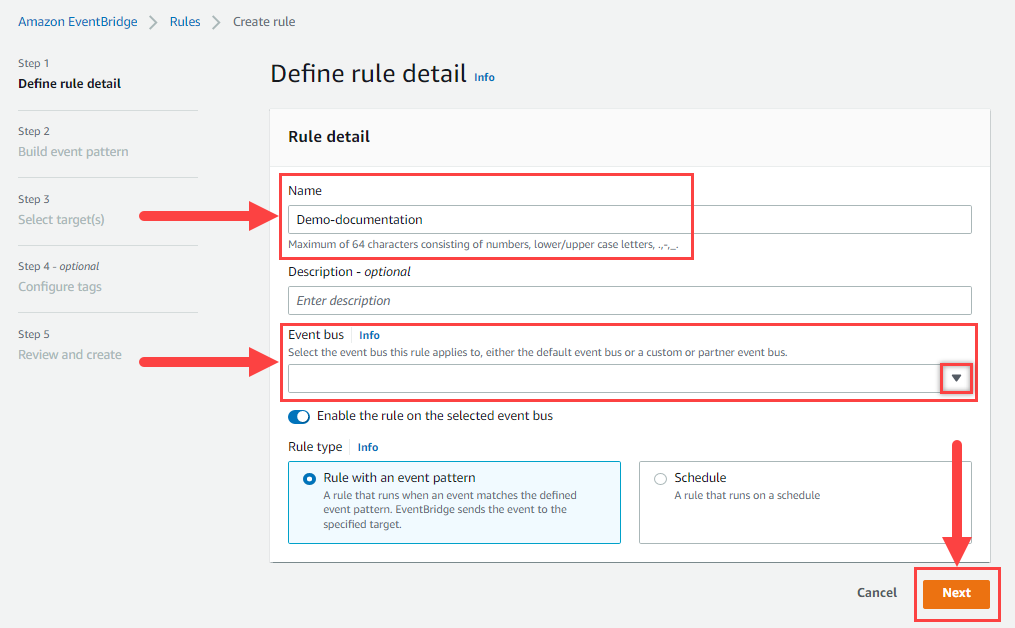 Amazon EventBridge Rules Create rule
Step 1
Define rule detail
Step 2
Build event pattern
Step 3
Select target(s)
Step 4 - optional
Configure tags
Step 5
Review and create
Define rule detail Info
Rule detail
Name
Demo-documentation
Maximum of 64 characters consisting of numbers, lower/upper case letters, .,-,_.
Description - optional
Enter description
Event bus Info
Select the event bus this rule applies to, either the default event bus or a custom or partner event bus.
Enable the rule on the selected event bus
Rule type Info
Rule with an event pattern
A rule that runs when an event matches the defined
event pattern. EventBridge sends the event to the
specified target.
Schedule
A rule that runs on a schedule
Cancel Next